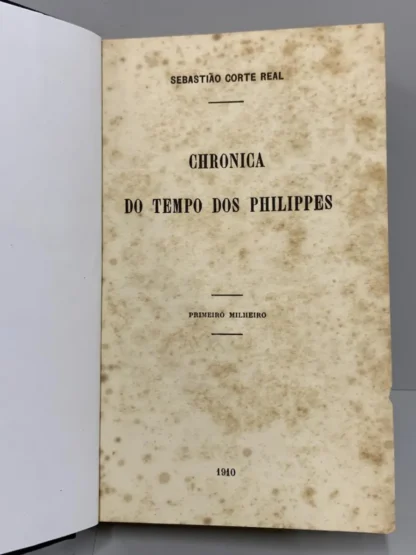 SEBASTIÃO CORTE REAL
CHRONICA
DO TEMPO DOS PHILIPPES
PRIMEIRO MILHEIRO
1910